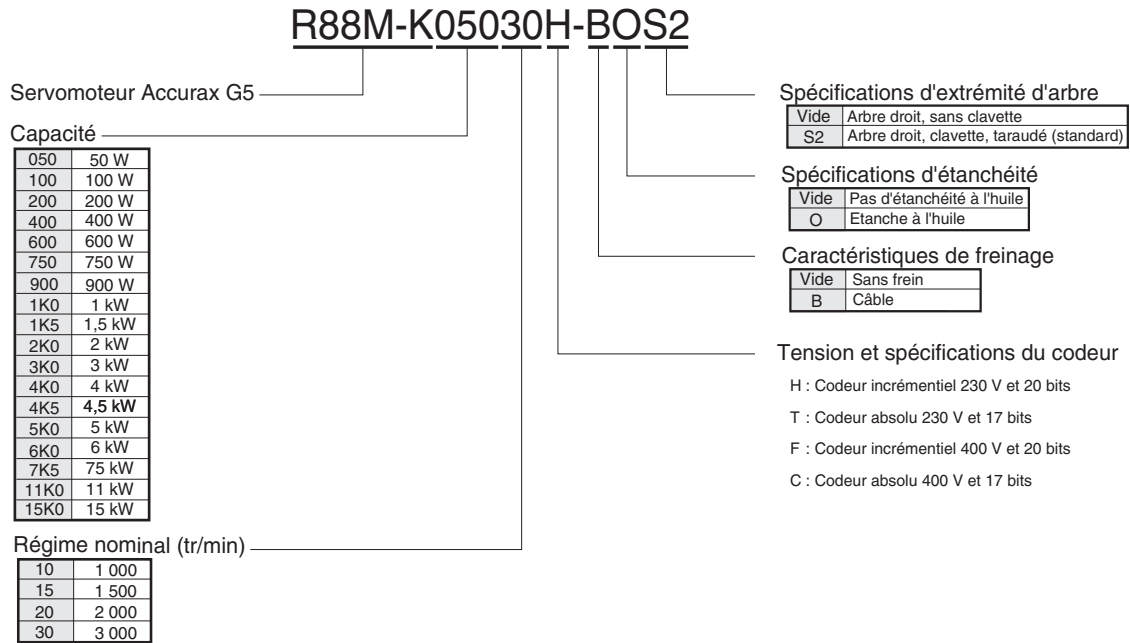 R88M-K05030H-BOS2
Servomoteur Accurax G5
Capacité
050 50 W
100 100 W
200 200 W
400 400 W
600 600 W
750 750 W
900 900 W
1K0 1 kW
1K5 1,5 kW
2K0 2 kW
3K0 3 kW
4K0 4 kW
4K5 4,5 kW
5K0 5 kW
6K0 6 kW
7K5 75 kW
11K0 11 kW
15K0 15 kW
Régime nominal (tr/min)
10 1 000
15 1 500
20 2 000
30 3 000
Spécifications d'extrémité d'arbre
Vide Arbre droit, sans clavette
S2 Arbre droit, clavette, taraudé (standard)
Spécifications d'étanchéité
Vide Pas d'étanchéité à l'huile
O Etanche à l'huile
Caractéristiques de freinage
Vide Sans frein
B Câble
Tension et spécifications du codeur
H : Codeur incrémentiel 230 V et 20 bits
T : Codeur absolu 230 V et 17 bits
F : Codeur incrémentiel 400 V et 20 bits
C : Codeur absolu 400 V et 17 bits